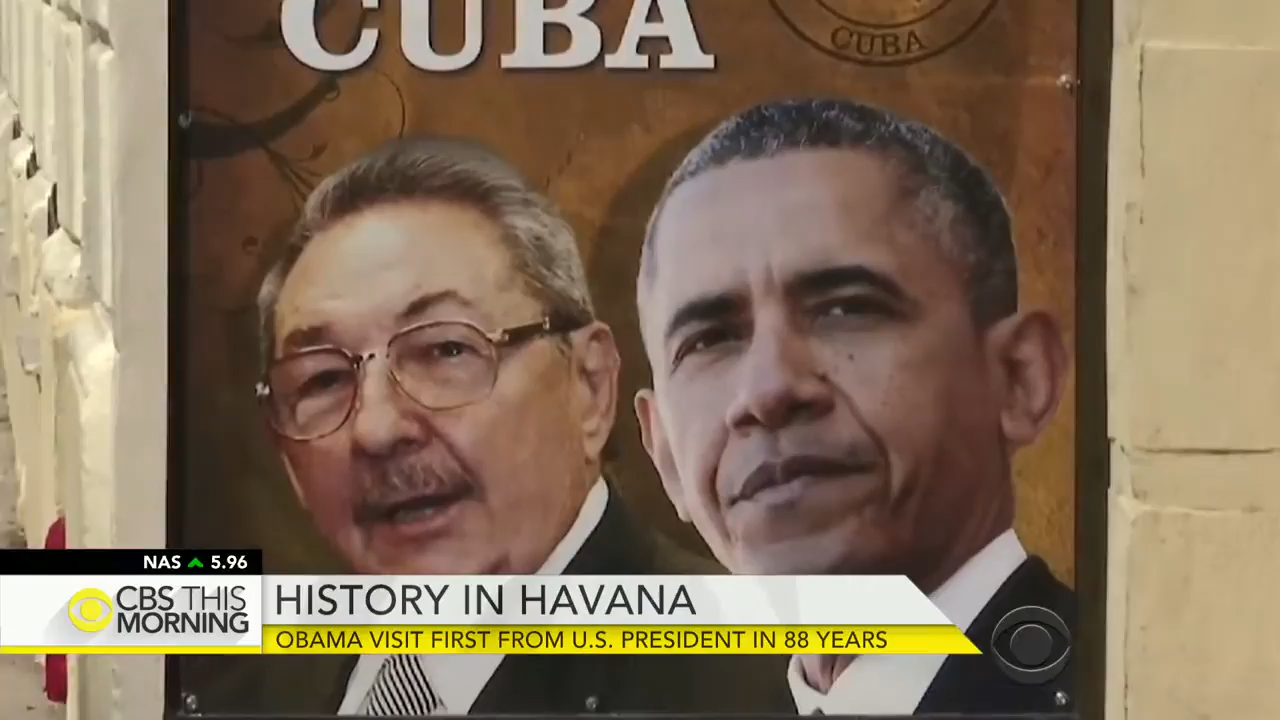 CUBA
CUBA
NAS 5.96
CBS THIS
MORNING
HISTORY IN HAVANA
OBAMA VISIT FIRST FROM U.S. PRESIDENT IN 88 YEARS